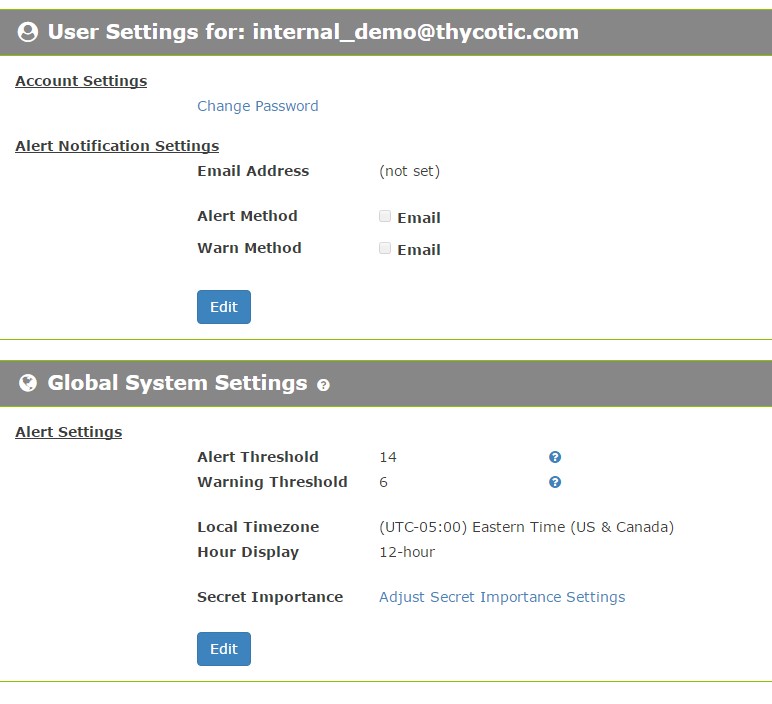 User Settings for: internal_demo@thycotic.com
Account Settings
Change Password
Alert Notification Settings
Email Address (not set)
Alert Method Email
Warn Method Email
Edit
Global System Settings ?
Alert Settings
Alert Threshold 14 ?
Warning Threshold 6 ?
Local Timezone (UTC-05:00) Eastern Time (US & Canada)
Hour Display 12-hour
Secret Importance Adjust Secret Importance Settings
Edit